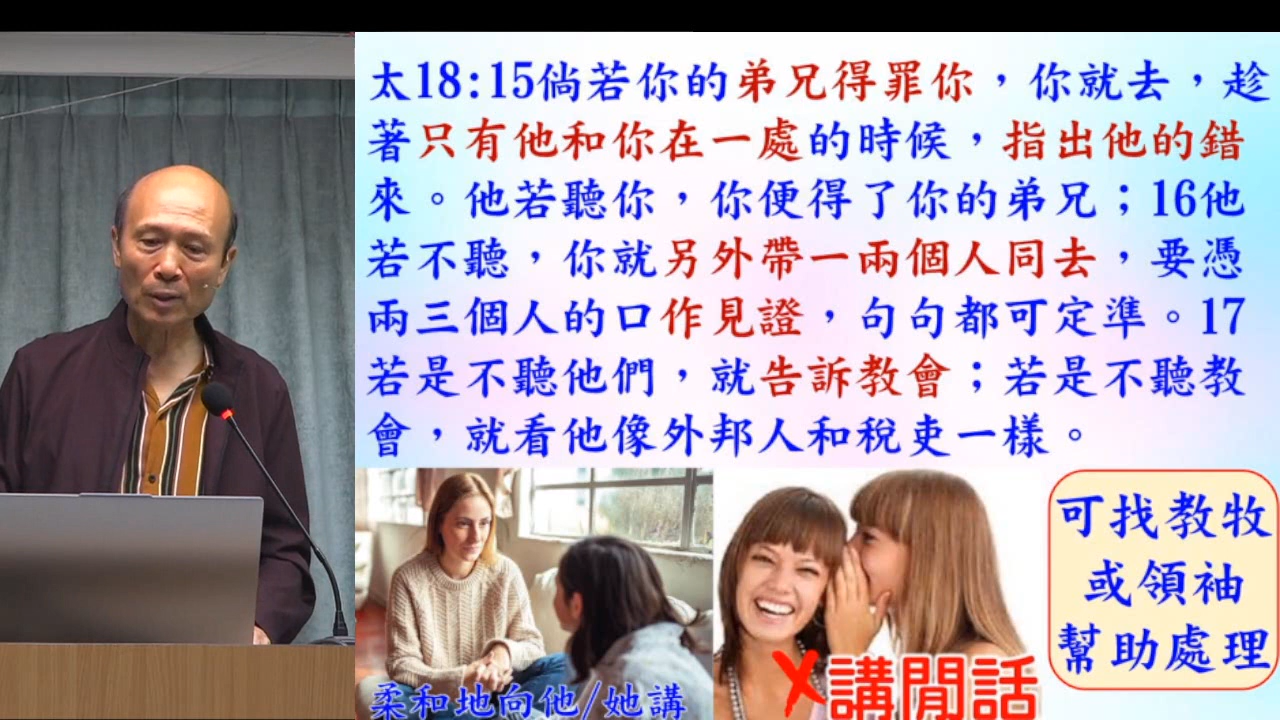 太18:15倘若你的弟兄得罪你，你就去，趁
著只有他和你在一處的時候，指出他的錯
來。他若聽你，你便得了你的弟兄；16他
若不聽，你就另外帶一兩個人同去，要憑
兩三個人的口作見證，句句都可定準。17
若是不聽他們，就告訴教會；若是不聽教
會，就看他像外邦人和稅吏一樣。
柔和地向他/她講
X講閒話
可找教牧
或領袖
幫助處理